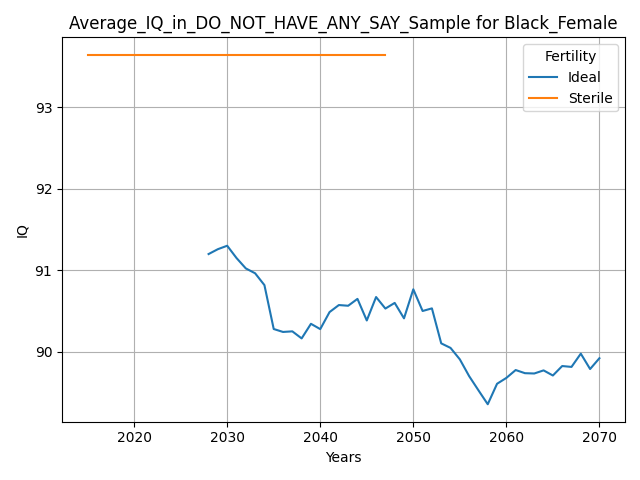 Average_IQ_in_DO_NOT_HAVE_ANY_SAY_Sample for Black_Female
Fertility
Ideal
Sterile
93
92
91
90
IQ
2020 2030 2040 2050 2060 2070
Years